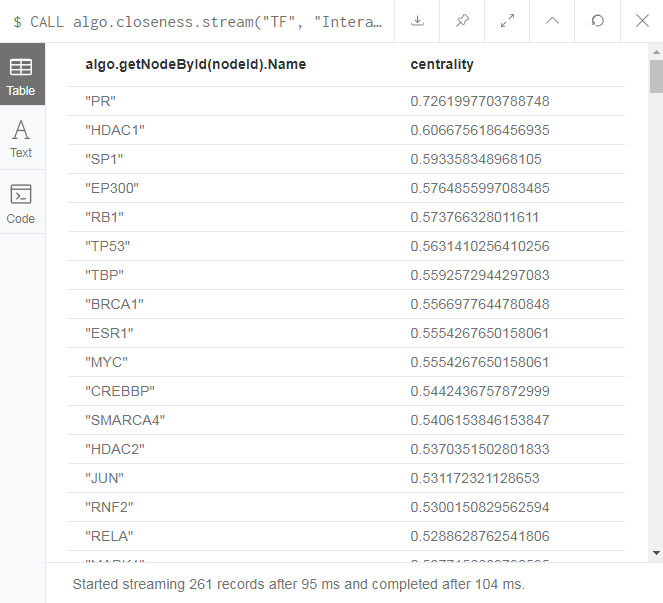 $ CALL algo.closeness.stream("TF", "Intera…
Table
Text
Code
algo.getNodeById(nodeId).Name centrality
"PR" 0.7261997703788748
"HDAC1" 0.6066756186456935
"SP1" 0.593358348968105
"EP300" 0.5764855997083485
"RB1" 0.573766328011611
"TP53" 0.5631410256410256
"TBP" 0.5592572944297083
"BRCA1" 0.5566977644780848
"ESR1" 0.5554267650158061
"MYC" 0.5554267650158061
"CREBBP" 0.5442436757872999
"SMARCA4" 0.5406153846153847
"HDAC2" 0.5370351502801833
"JUN" 0.531172321128653
"RNF2" 0.5300150829562594
"RELA" 0.5288628762541806
Started streaming 261 records after 95 ms and completed after 104 ms.